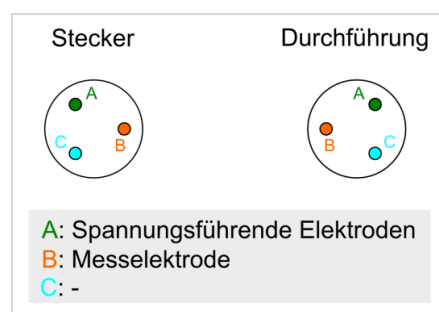 Stecker Durchführung
A A
C B B C
A: Spannungsführende Elektroden
B: Messelektrode
C: -